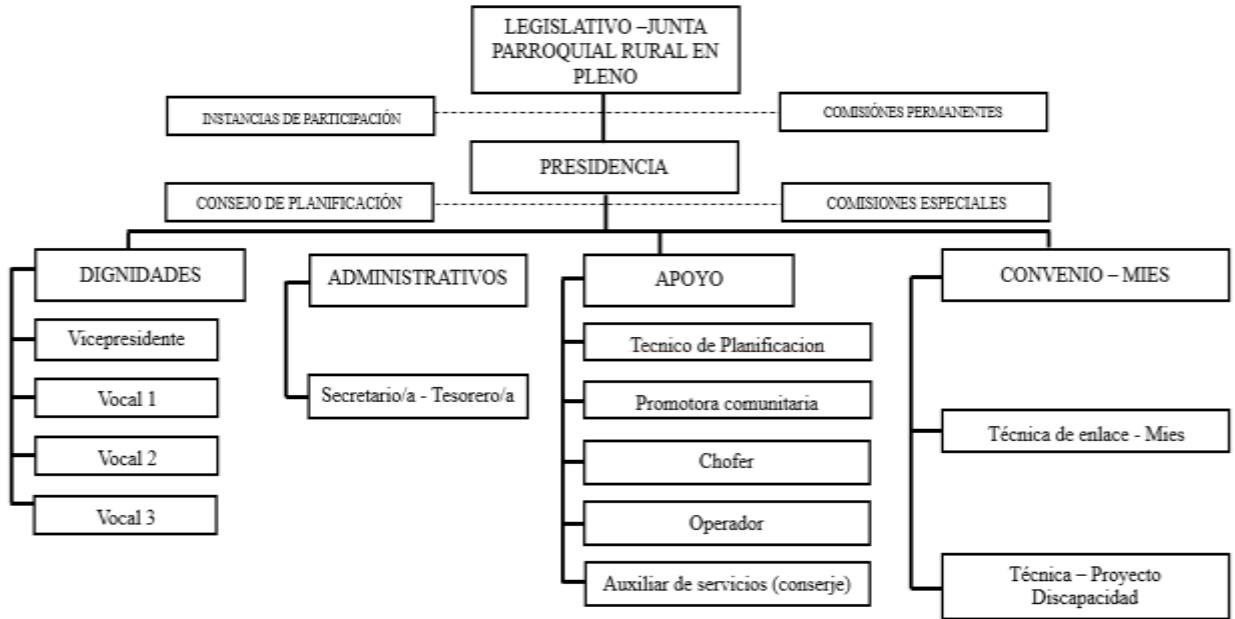 LEGISLATIVO –JUNTA
PARROQUIAL RURAL EN
PLENO
INSTANCIAS DE PARTICIPACIÓN
COMISIÓNES PERMANENTES
PRESIDENCIA
CONSEJO DE PLANIFICACIÓN
COMISIONES ESPECIALES
DIGNIDADES
Vicepresidente
Vocal 1
Vocal 2
Vocal 3
ADMINISTRATIVOS
Secretario/a - Tesorero/a
APOYO
Tecnico de Planificacion
Promotora comunitaria
Chofer
Operador
Auxiliar de servicios (conserje)
CONVENIO – MIES
Técnica de enlace - Mies
Técnica – Proyecto
Discapacidad